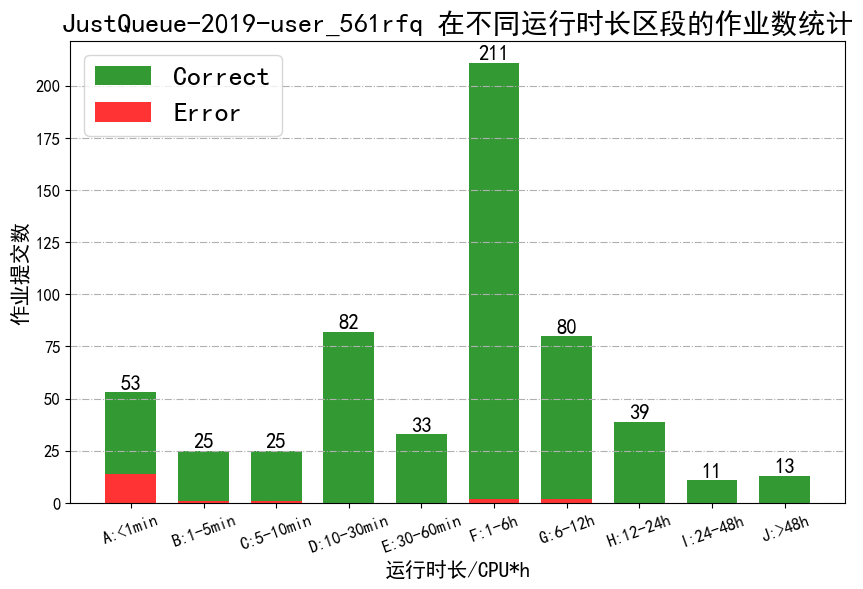 JustQueue-2019-user_561rfq 在不同运行时长区段的作业数统计
Correct
Error
作业提交数
200
175
150
125
100
75
50
25
0
53
25
25
82
33
211
80
39
11
13
A:<1min
B:1-5min
C:5-10min
D:10-30min
E:30-60min
F:1-6h
G:6-12h
H:12-24h
I:24-48h
J:>48h
运行时长/CPU*h